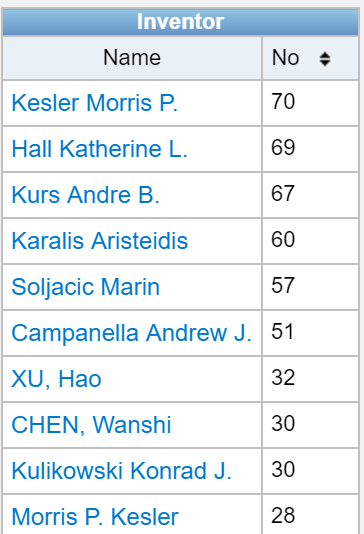 Inventor
Name No
Kesler Morris P. 70
Hall Katherine L. 69
Kurs Andre B. 67
Karalis Aristeidis 60
Soljacic Marin 57
Campanella Andrew J. 51
XU, Hao 32
CHEN, Wanshi 30
Kulikowski Konrad J. 30
Morris P. Kesler 28